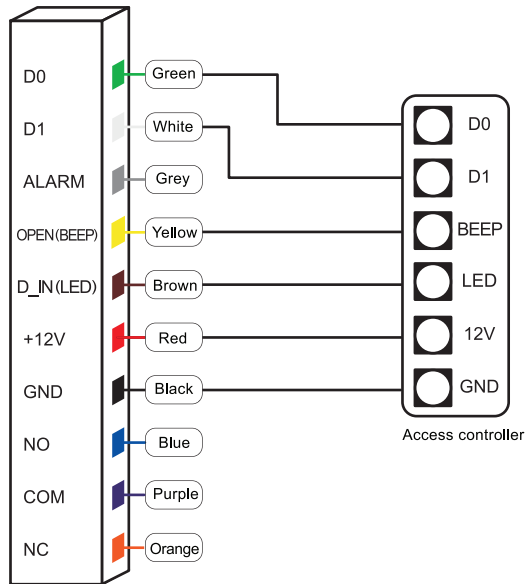 D0 Green
D1 White
ALARM Grey
OPEN(BEEP) Yellow
D_IN(LED) Brown
+12V Red
GND Black
NO Blue
COM Purple
NC Orange
D0
D1
BEEP
LED
12V
GND
Access controller